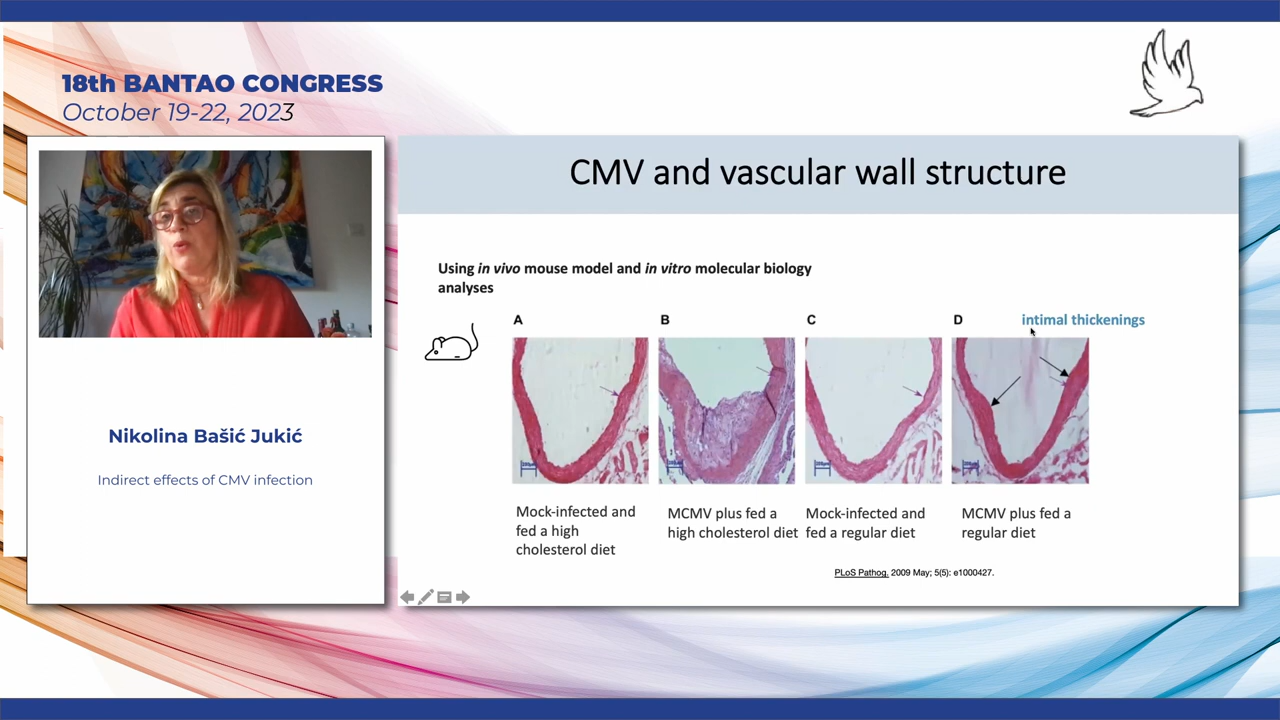 18th BANTAO CONGRESS
October 19-22, 2023
Nikolina Bašić Jukić
Indirect effects of CMV infection
CMV and vascular wall structure
Using in vivo mouse model and in vitro molecular biology
analyses
A
B
C
D
intimal thickenings
Mock-infected and
fed a high
cholesterol diet
MCMV plus fed a
high cholesterol diet
Mock-infected and
fed a regular diet
MCMV plus fed a
regular diet
PLoS Pathog. 2009 May; 5(5): e1000427.